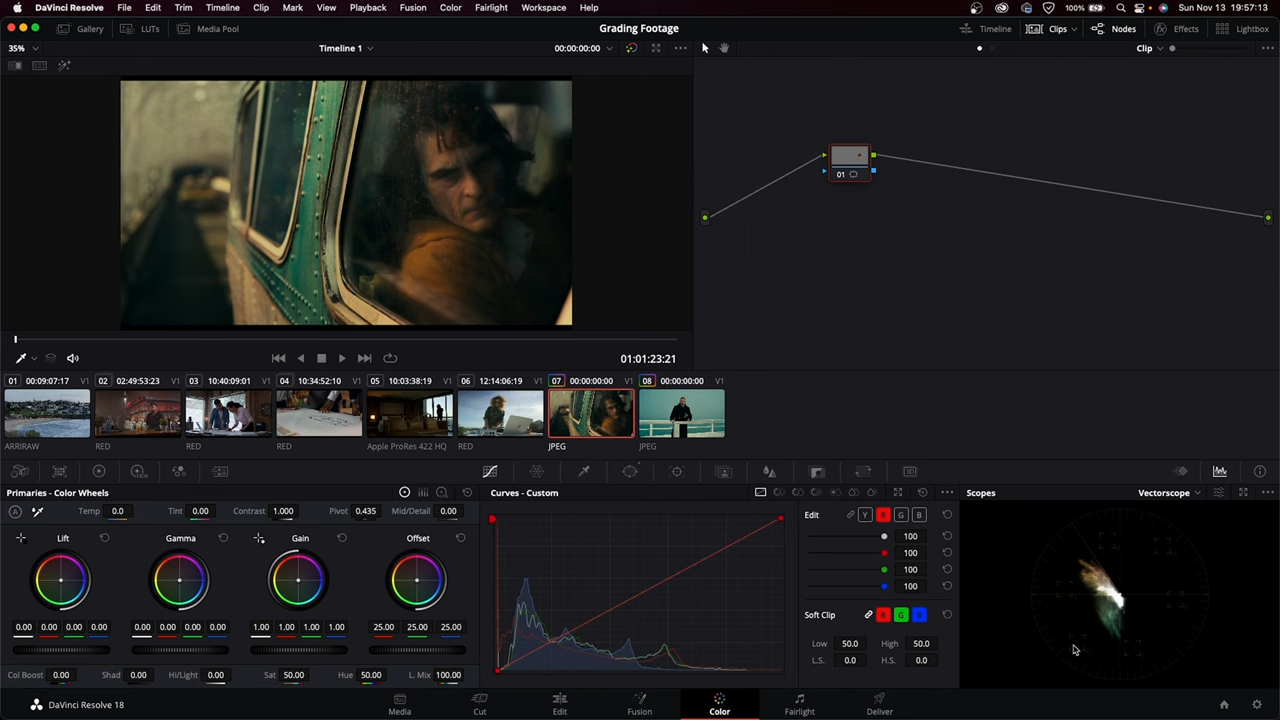 DaVinci Resolve File Edit Trim Timeline Clip Mark View Playback Fusion Color Fairlight Workspace Help 100% Sun Nov 13 19:57:13
Gallery LUTs Media Pool Grading Footage Timeline Clips Nodes Effects Lightbox
35% Timeline 1 00:00:00:00 Clip
01
01:01:23:21
01 00:09:07:17 V1 02 02:49:53:23 V1 03 10:40:09:01 V1 04 10:34:52:10 V1 05 10:03:38:19 V1 06 12:14:06:19 V1 07 00:00:00:00 V1 08 00:00:00:00 V1
ARRIRAW RED RED RED Apple ProRes 422 HQ RED JPEG JPEG
Primaries - Color Wheels Curves - Custom Scopes Vectorscope
Temp 0.0 Tint 0.00 Contrast 1.000 Pivot 0.435 Mid/Detail 0.00 Edit Y R G B
Lift Gamma Gain Offset 100
100
100
100
Soft Clip R G B
0.00 0.00 0.00 0.00 0.00 0.00 0.00 0.00 1.00 1.00 1.00 1.00 25.00 25.00 25.00
Low 50.0 High 50.0
L.S. 0.0 H.S. 0.0
Col Boost 0.00 Shad 0.00 Hi/Light 0.00 Sat 50.00 Hue 50.00 L. Mix 100.00
DaVinci Resolve 18 Media Cut Edit Fusion Color Fairlight Deliver